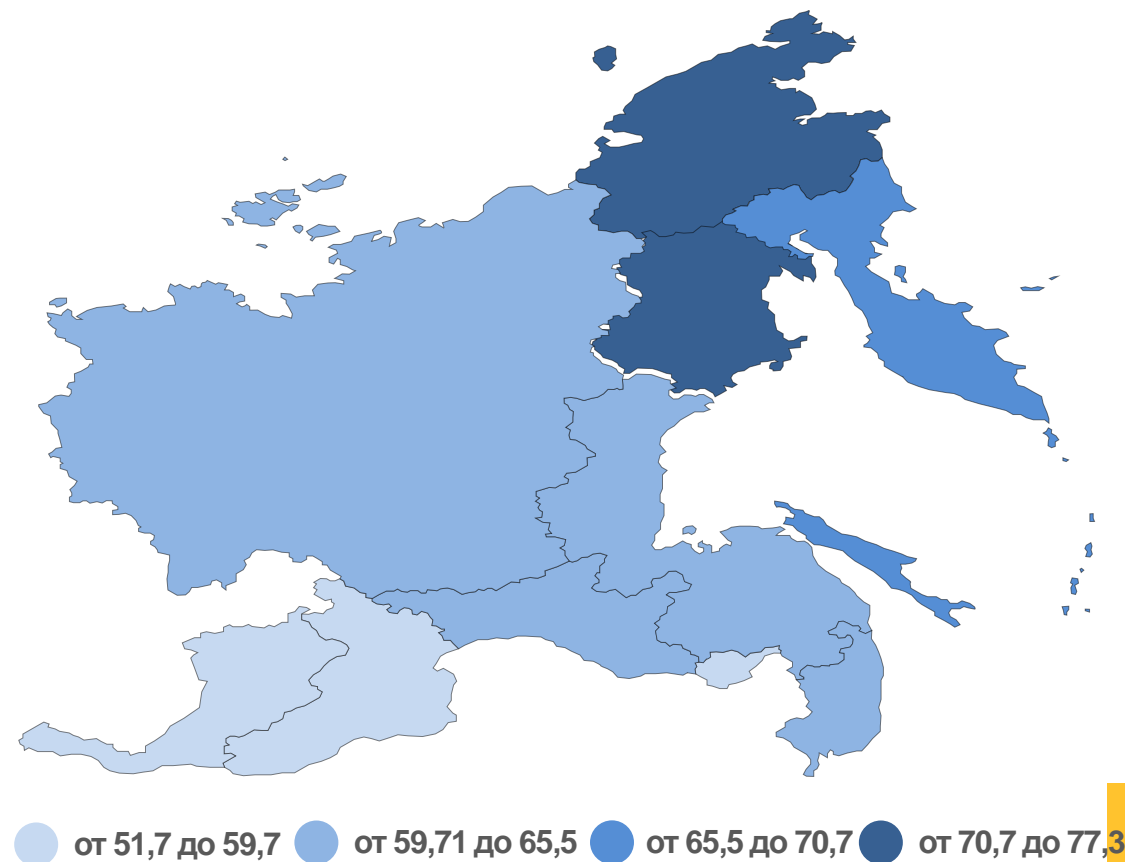 от 51,7 до 59,7 от 59,71 до 65,5 от 65,5 до 70,7 от 70,7 до 77,3